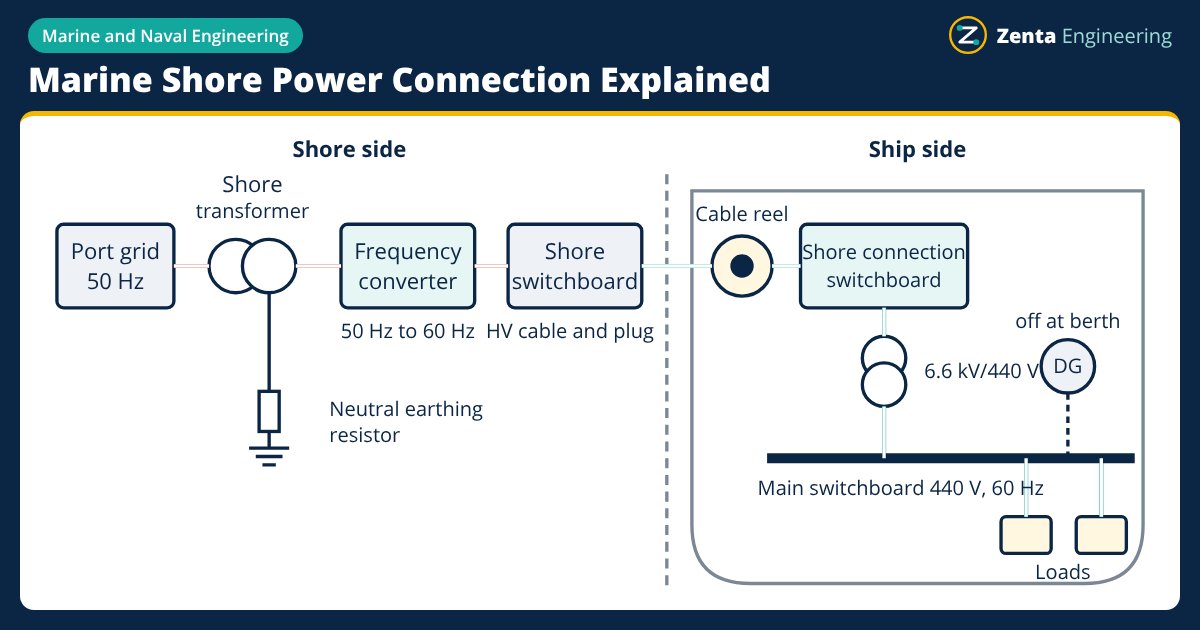 Marine and Naval Engineering
Zenta Engineering
Marine Shore Power Connection Explained
Shore side
Ship side
Shore
transformer
Port grid
50 Hz
Frequency
converter
Shore
switchboard
Cable reel
Shore connection
switchboard
50 Hz to 60 Hz
HV cable and plug
off at berth
6.6 kV/440 V
DG
Neutral earthing
resistor
Main switchboard 440 V, 60 Hz
Loads